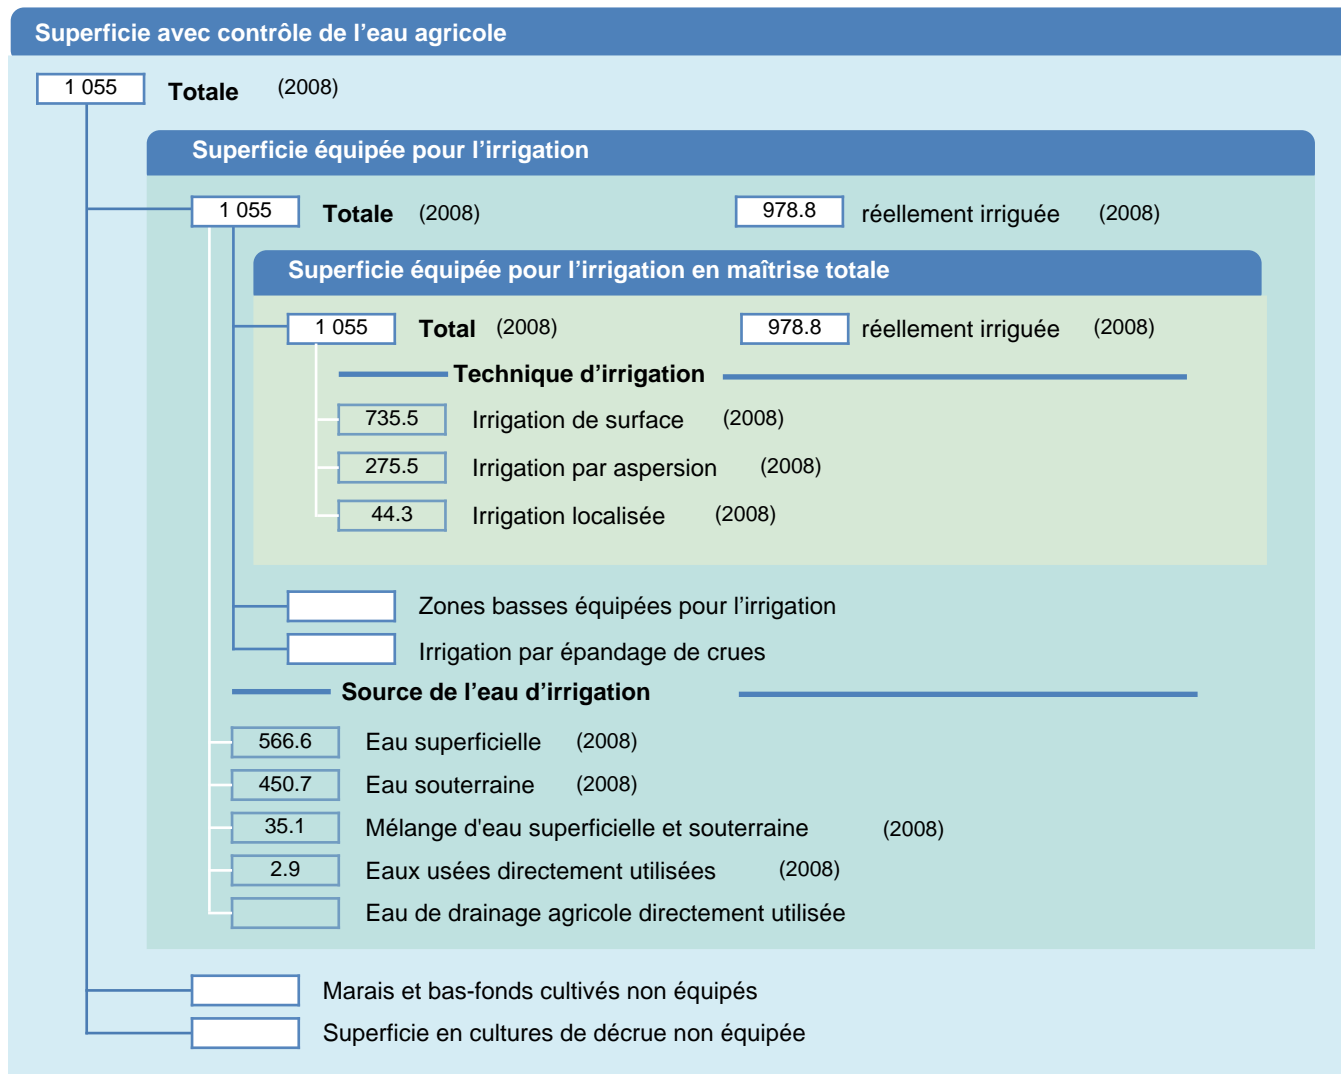 Superficie avec contrôle de l’eau agricole
1 055 Totale (2008)
Superficie équipée pour l’irrigation
1 055 Totale (2008) 978.8 réellement irriguée (2008)
Superficie équipée pour l’irrigation en maîtrise totale
1 055 Total (2008) 978.8 réellement irriguée (2008)
Technique d’irrigation
735.5 Irrigation de surface (2008)
275.5 Irrigation par aspersion (2008)
44.3 Irrigation localisée (2008)
Zones basses équipées pour l’irrigation
Irrigation par épandage de crues
Source de l’eau d’irrigation
566.6 Eau superficielle (2008)
450.7 Eau souterraine (2008)
35.1 Mélange d'eau superficielle et souterraine (2008)
2.9 Eaux usées directement utilisées (2008)
Eau de drainage agricole directement utilisée
Marais et bas-fonds cultivés non équipés
Superficie en cultures de décrue non équipée